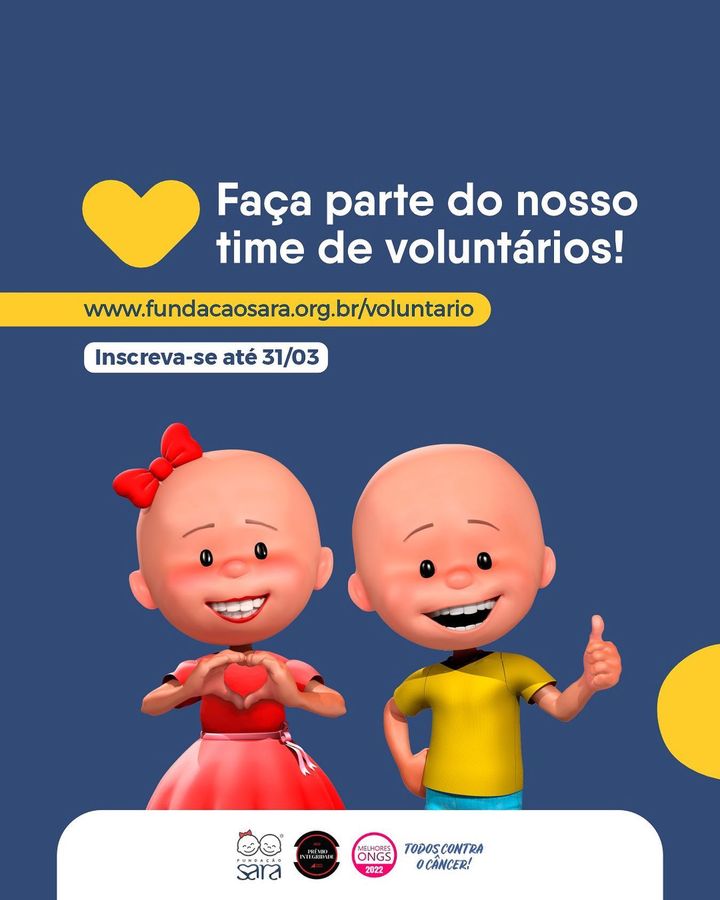 Faça parte do nosso
time de voluntários!
www.fundacaosara.org.br/voluntario
Inscreva-se até 31/03
FUNDAÇÃO
sara
PRÊMIO
INTEGRIDADE
MELHORES
ONGS
2022
TODOS CONTRA
O CÂNCER!